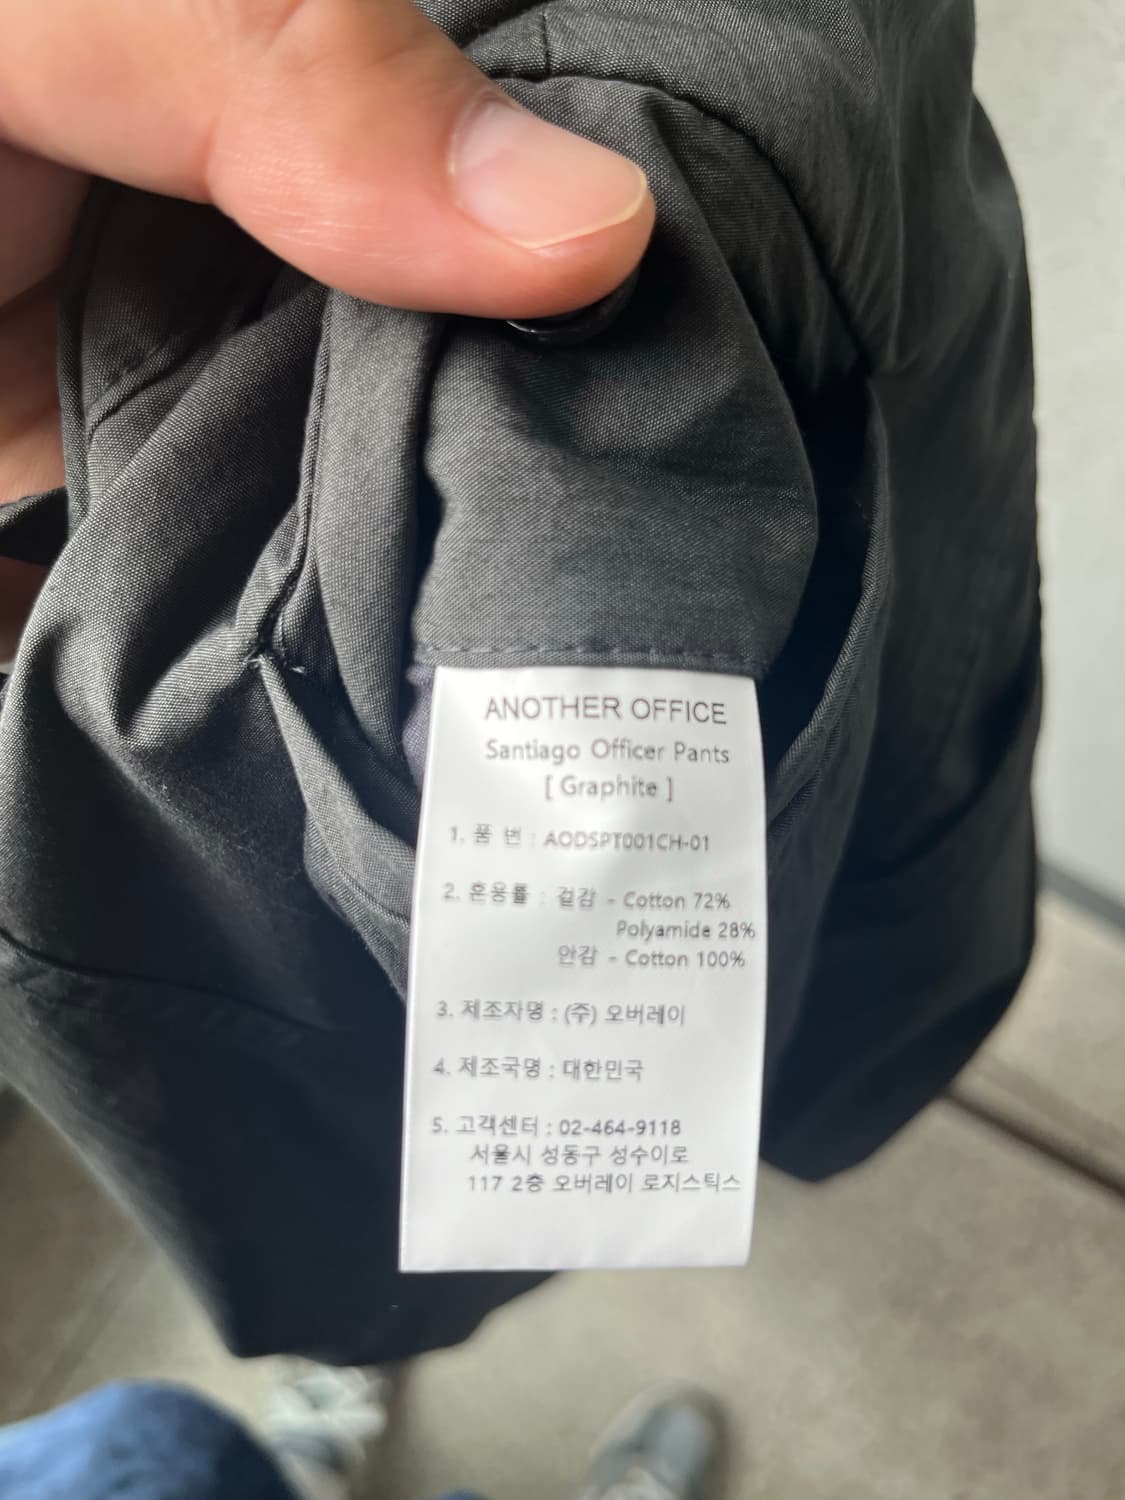 ANOTHER OFFICE
Santiago Officer Pants
[ Graphite ]
1. 품 번 : AODSPT001CH-01
2. 혼용률 : 겉감 - Cotton 72%
Polyamide 28%
안감 - Cotton 100%
3. 제조자명 : (주) 오버레이
4. 제조국명 : 대한민국
5. 고객센터 : 02-464-9118
서울시 성동구 성수이로
117 2층 오버레이 로지스틱스